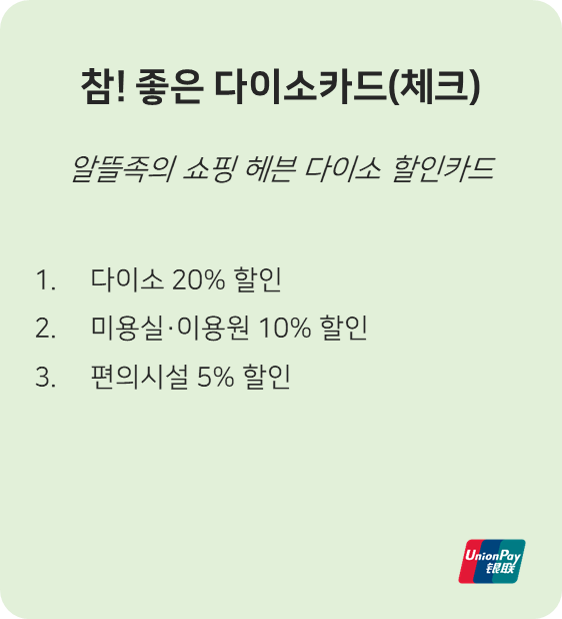 참! 좋은 다이소카드(체크)
알뜰족의 쇼핑 헤븐 다이소 할인카드
1. 다이소 20% 할인
2. 미용실·이용원 10% 할인
3. 편의시설 5% 할인
UnionPay
银联